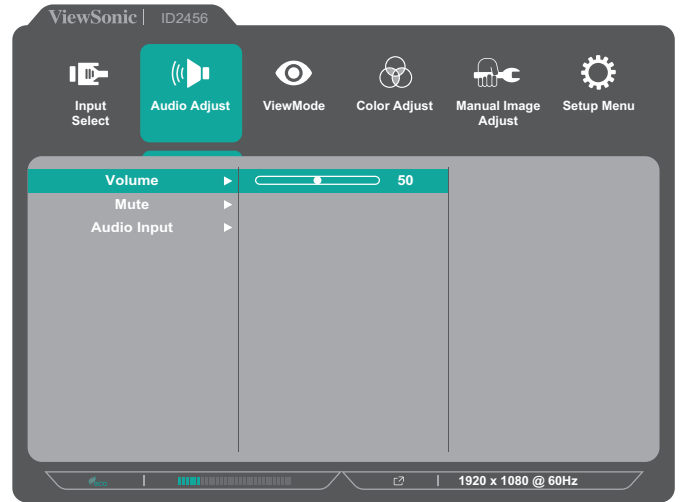 ViewSonic ID2456
Input Select
Audio Adjust
ViewMode
Color Adjust
Manual Image Adjust
Setup Menu
Volume 50
Mute
Audio Input
eco
1920 x 1080 @ 60Hz